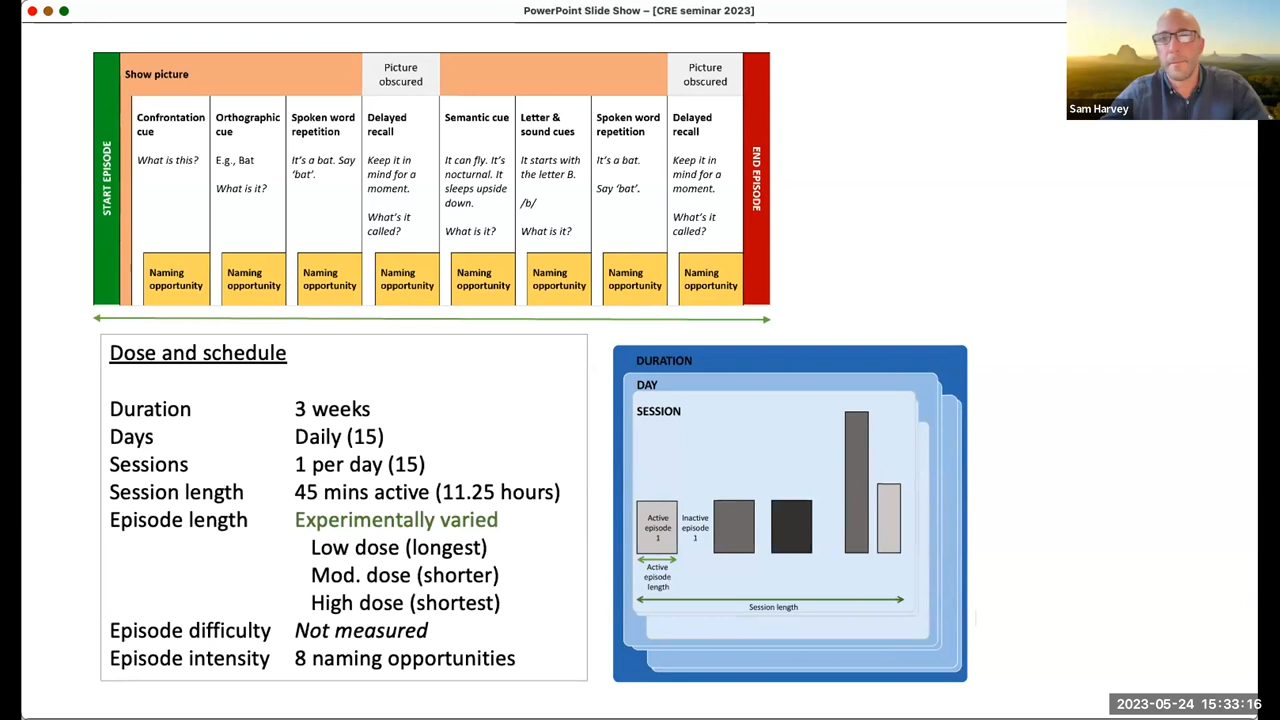 PowerPoint Slide Show – [CRE seminar 2023]
Sam Harvey
START EPISODE
Show picture
Picture
obscured
Picture
obscured
Confrontation
cue
What is this?
Naming
opportunity
Orthographic
cue
E.g., Bat
What is it?
Naming
opportunity
Spoken word
repetition
It's a bat. Say
'bat'.
Naming
opportunity
Delayed
recall
Keep it in
mind for a
moment.
What's it
called?
Naming
opportunity
Semantic cue
It can fly. It's
nocturnal. It
sleeps upside
down.
What is it?
Naming
opportunity
Letter &
sound cues
It starts with
the letter B.
/b/
What is it?
Naming
opportunity
Spoken word
repetition
It's a bat.
Say 'bat'.
Naming
opportunity
Delayed
recall
Keep it in
mind for a
moment.
What's it
called?
Naming
opportunity
END EPISODE
Dose and schedule
Duration 3 weeks
Days Daily (15)
Sessions 1 per day (15)
Session length 45 mins active (11.25 hours)
Episode length Experimentally varied
Low dose (longest)
Mod. dose (shorter)
High dose (shortest)
Episode difficulty Not measured
Episode intensity 8 naming opportunities
DURATION
DAY
SESSION
Active
episode
1
Inactive
episode
1
Active
episode
length
Session length
2023-05-24 15:33:16